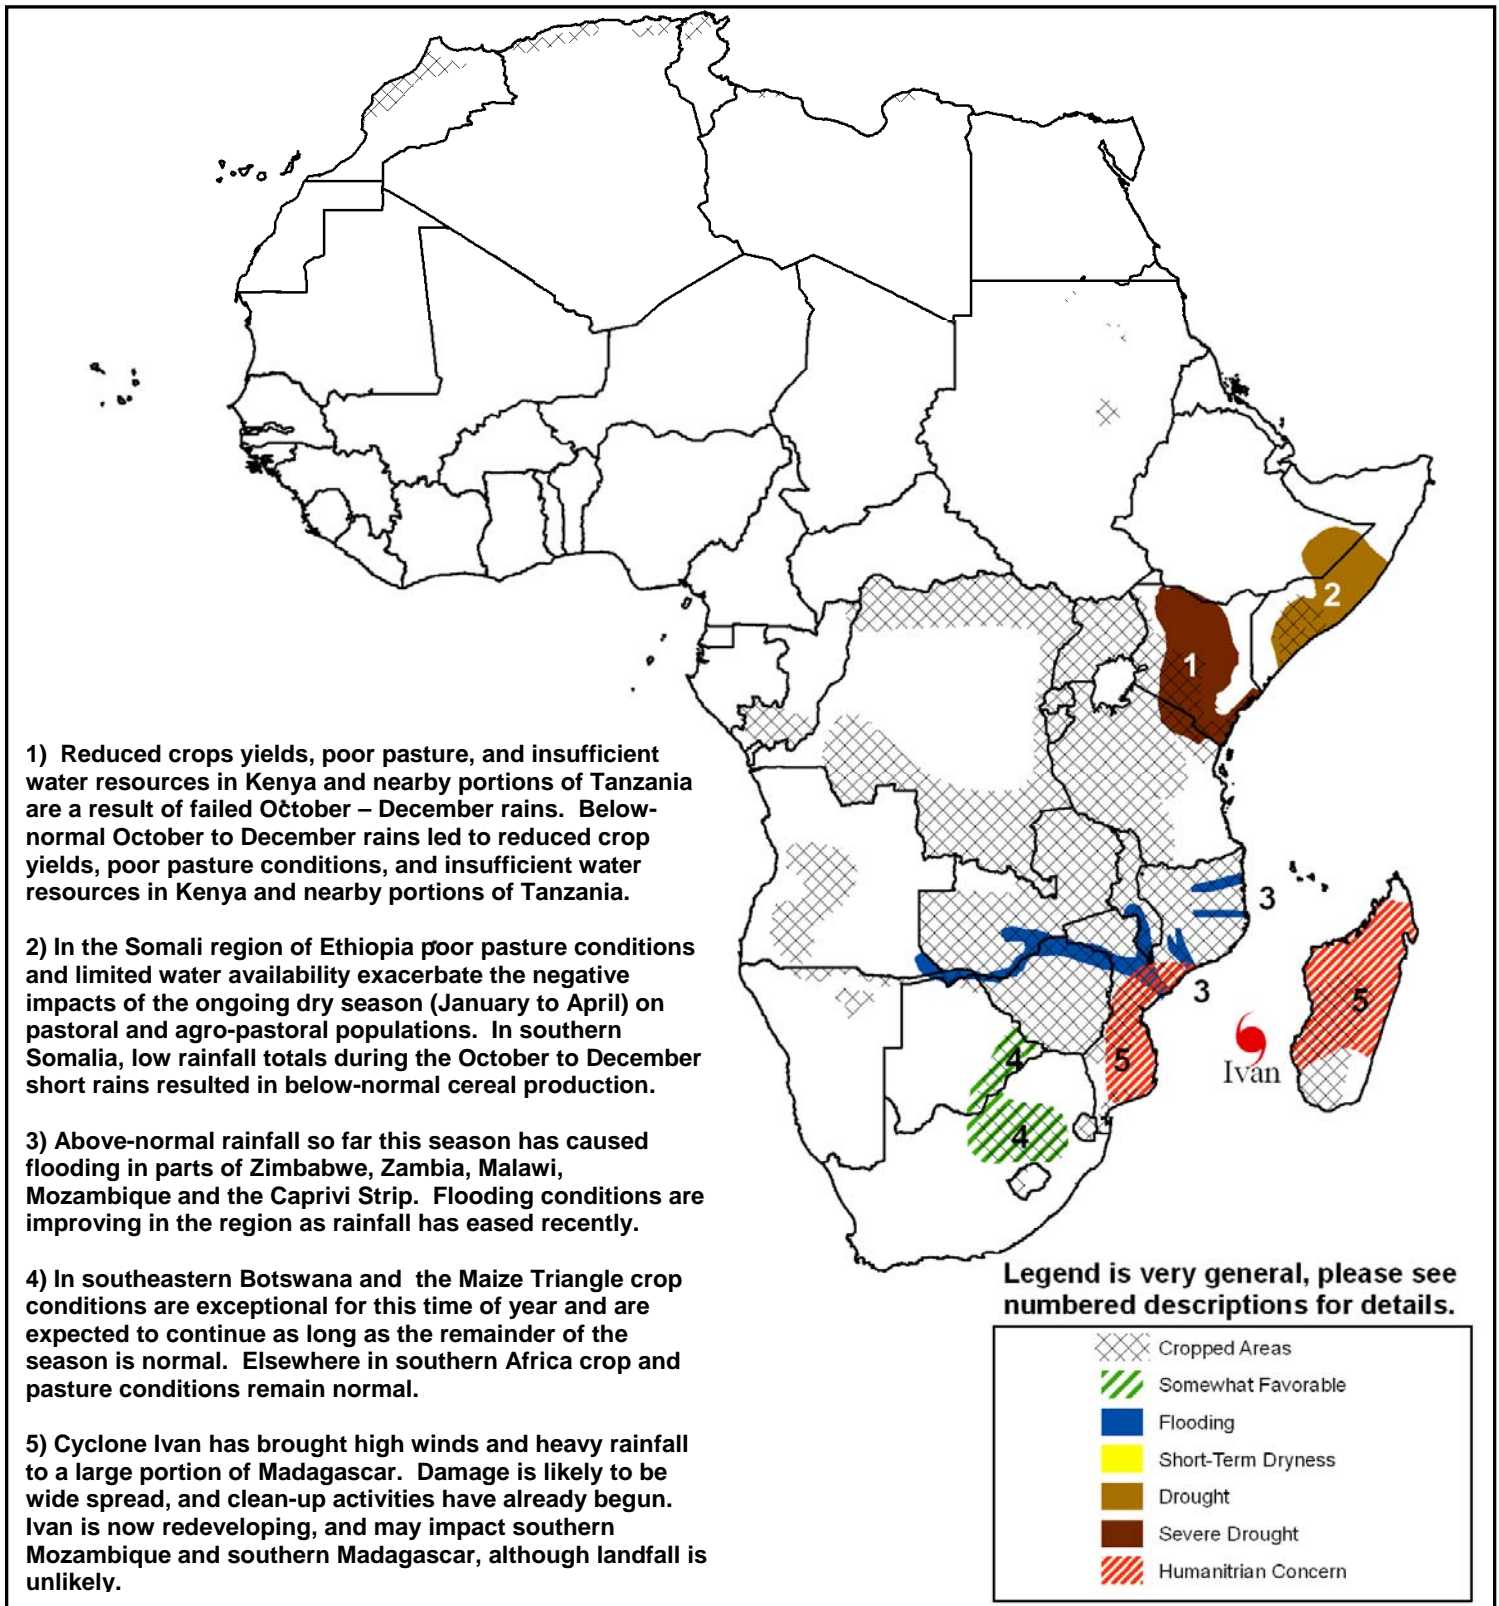 1
2
3
3
4
4
5
5
Ivan
1)  Reduced crops yields, poor pasture, and insufficient
water resources in Kenya and nearby portions of Tanzania
are a result of failed October – December rains.  Below-
normal October to December rains led to reduced crop
yields, poor pasture conditions, and insufficient water
resources in Kenya and nearby portions of Tanzania.
2) In the Somali region of Ethiopia poor pasture conditions
and limited water availability exacerbate the negative
impacts of the ongoing dry season (January to April) on
pastoral and agro-pastoral populations.  In southern
Somalia, low rainfall totals during the October to December
short rains resulted in below-normal cereal production.
3) Above-normal rainfall so far this season has caused
flooding in parts of Zimbabwe, Zambia, Malawi,
Mozambique and the Caprivi Strip.  Flooding conditions are
improving in the region as rainfall has eased recently.
4) In southeastern Botswana and  the Maize Triangle crop
conditions are exceptional for this time of year and are
expected to continue as long as the remainder of the
season is normal.  Elsewhere in southern Africa crop and
pasture conditions remain normal.
5) Cyclone Ivan has brought high winds and heavy rainfall
to a large portion of Madagascar.  Damage is likely to be
wide spread, and clean-up activities have already begun.
Ivan is now redeveloping, and may impact southern
Mozambique and southern Madagascar, although landfall is
unlikely.
Legend is very general, please see
numbered descriptions for details.
Cropped Areas
Somewhat Favorable
Flooding
Short-Term Dryness
Drought
Severe Drought
Humanitrian Concern